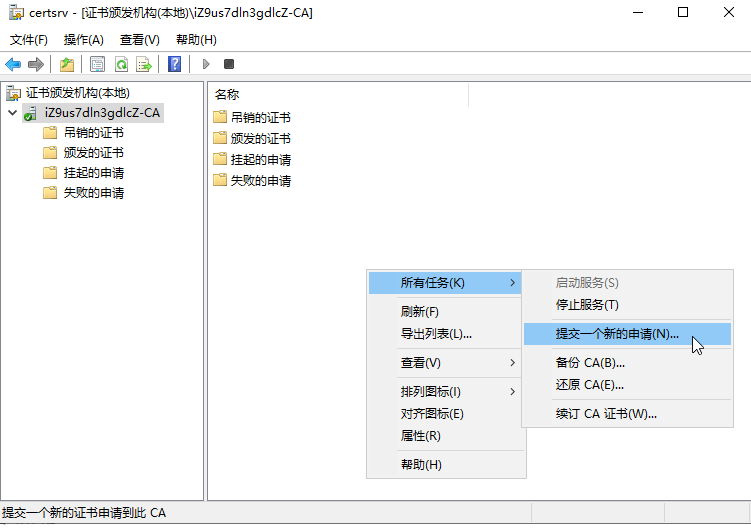 certsrv - [证书颁发机构(本地)\iZ9us7dln3gdlcZ-CA]
文件(F) 操作(A) 查看(V) 帮助(H)
证书颁发机构(本地)
iZ9us7dln3gdlcZ-CA
吊销的证书
颁发的证书
挂起的申请
失败的申请
名称
吊销的证书
颁发的证书
挂起的申请
失败的申请
所有任务(K)
刷新(F)
导出列表(L)...
查看(V)
排列图标(I)
对齐图标(E)
属性(R)
帮助(H)
启动服务(S)
停止服务(T)
提交一个新的申请(N)...
备份 CA(B)...
还原 CA(E)...
续订 CA 证书(W)...
提交一个新的证书申请到此 CA